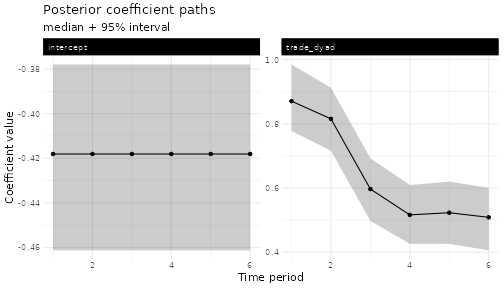 Posterior coefficient paths
median + 95% interval
intercept
trade_dyad
Coefficient value
-0.38
-0.40
-0.42
-0.44
-0.46
1.0
0.8
0.6
0.4
2
4
6
2
4
6
Time period